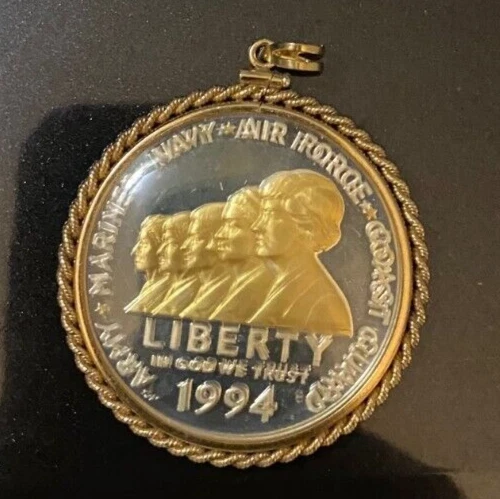 ARMY * MARINES * NAVY * AIR FORCE * COAST GUARD
LIBERTY
IN GOD WE TRUST
1994